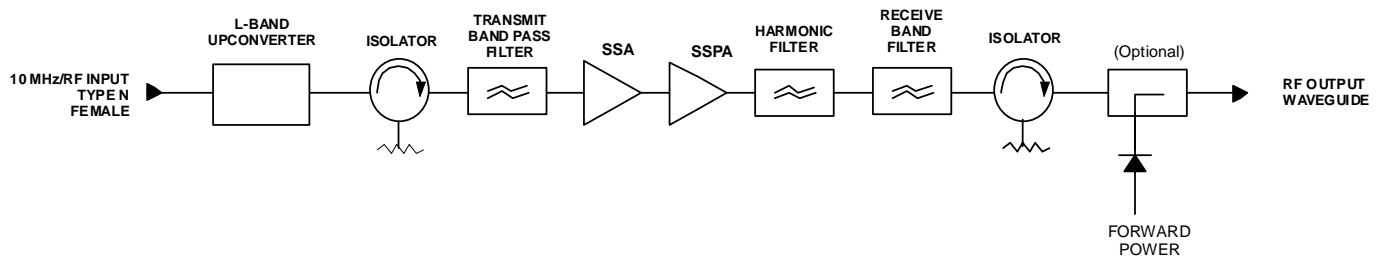 L-BAND
UPCONVERTER
ISOLATOR
TRANSMIT
BAND PASS
FILTER
SSA
SSPA
HARMONIC
FILTER
RECEIVE
BAND
FILTER
ISOLATOR
(Optional)
10 MHz/RF INPUT
TYPE N
FEMALE
RF OUTPUT
WAVEGUIDE
FORWARD
POWER